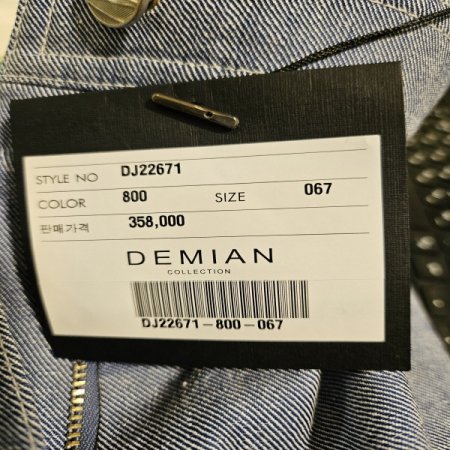 STYLE NO DJ22671
COLOR 800 SIZE 067
판매가격 358,000
DEMIAN
COLLECTION
DJ22671-800-067